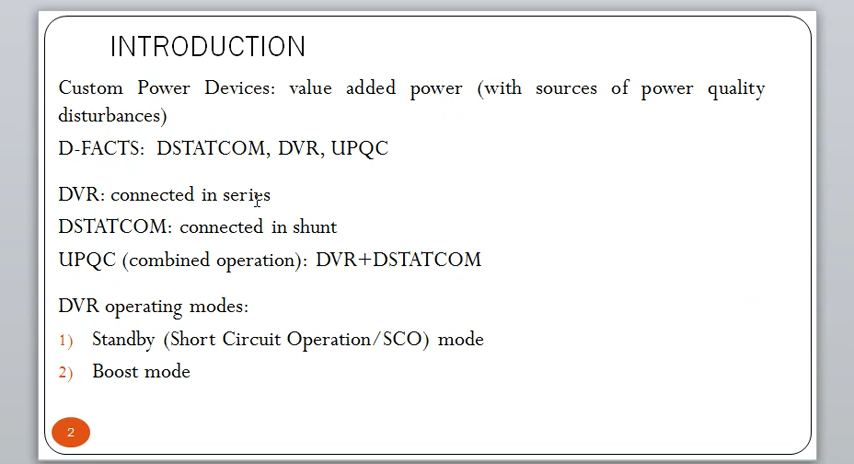 INTRODUCTION
Custom Power Devices: value added power (with sources of power quality
disturbances)
D-FACTS: DSTATCOM, DVR, UPQC
DVR: connected in series
DSTATCOM: connected in shunt
UPQC (combined operation): DVR+DSTATCOM
DVR operating modes:
1) Standby (Short Circuit Operation/SCO) mode
2) Boost mode
2